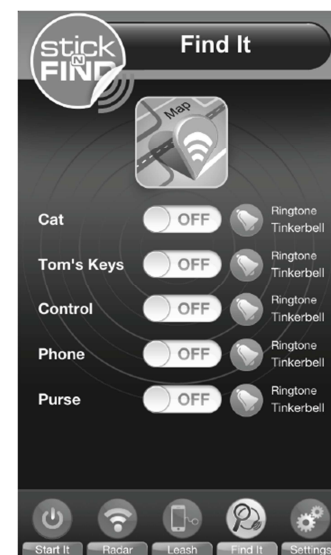 stick
N
FIND
Find It
Map
Cat
OFF
Ringtone
Tinkerbell
Tom's Keys
OFF
Ringtone
Tinkerbell
Control
OFF
Ringtone
Tinkerbell
Phone
OFF
Ringtone
Tinkerbell
Purse
OFF
Ringtone
Tinkerbell
Start It
Radar
Leash
Find It
Settings